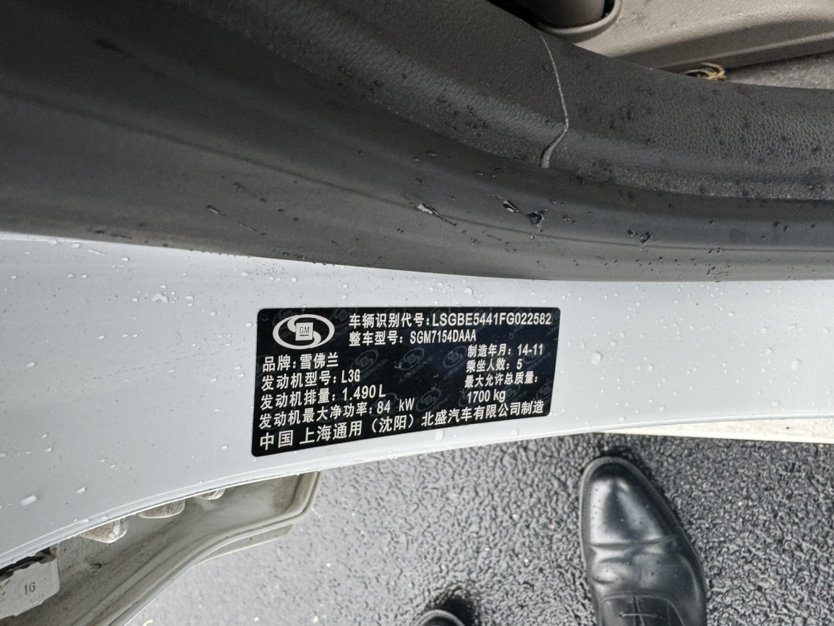 GM
车辆识别代号:LSGBE5441FG022582
整车型号: SGM7154DAAA
品牌:雪佛兰
制造年月: 14-11
发动机型号: L3G
乘坐人数: 5
发动机排量: 1.490 L
最大允许总质量:
1700 kg
发动机最大净功率: 84 kW
中国 上海通用(沈阳)北盛汽车有限公司制造
16